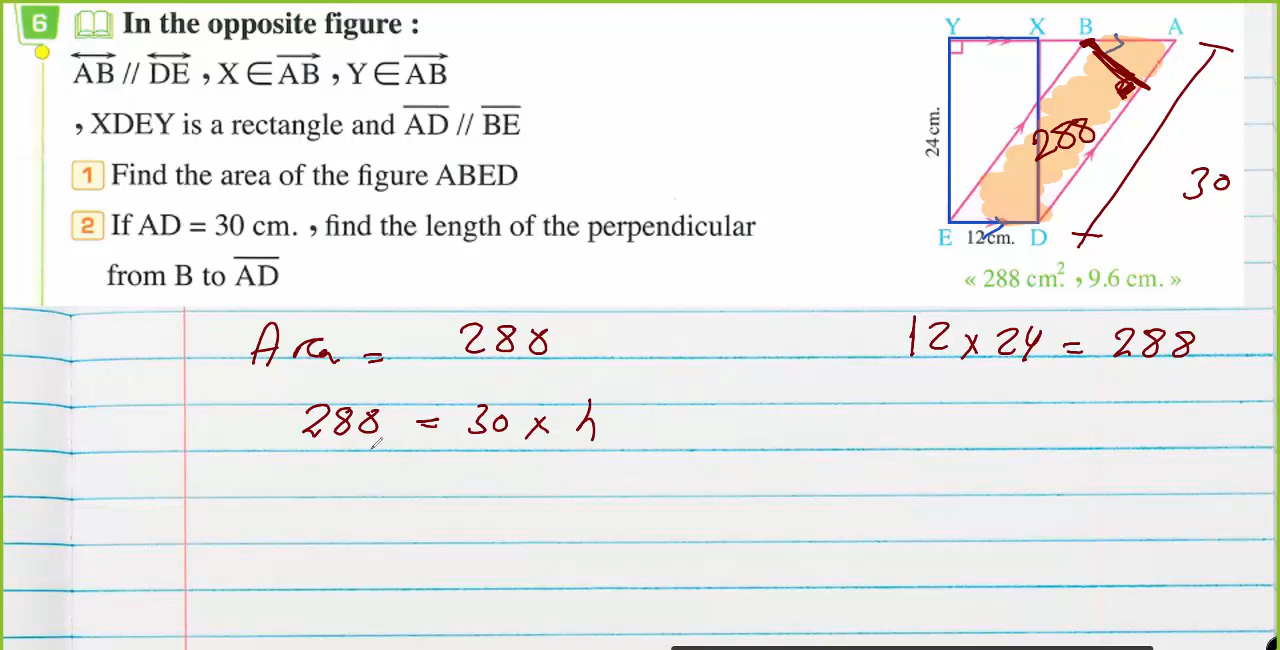 6 In the opposite figure :
AB // DE , X ∈ AB , Y ∈ AB
, XDEY is a rectangle and AD // BE
1 Find the area of the figure ABED
2 If AD = 30 cm. , find the length of the perpendicular
from B to AD
Y X B A
24 cm.
288
30
E 12 cm. D
« 288 cm². , 9.6 cm. »
Area = 288
12 × 24 = 288
288 = 30 × h